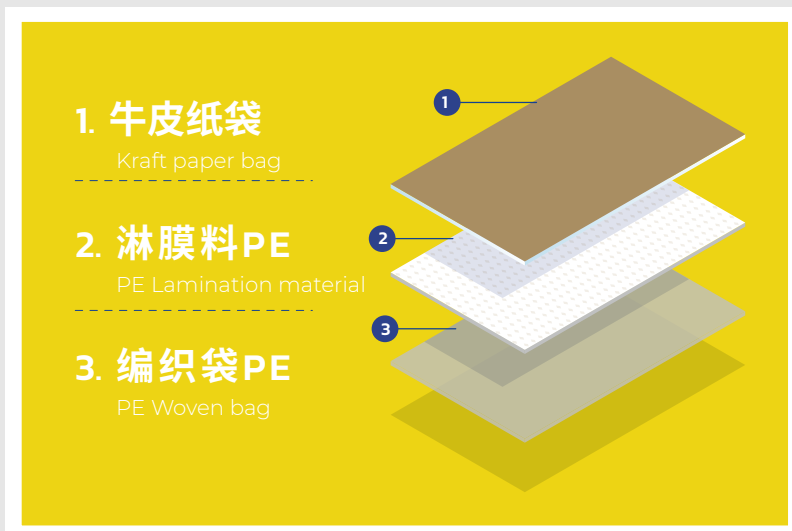 1. 牛皮纸袋
Kraft paper bag
2. 淋膜料PE
PE Lamination material
3. 编织袋PE
PE Woven bag
1
2
3